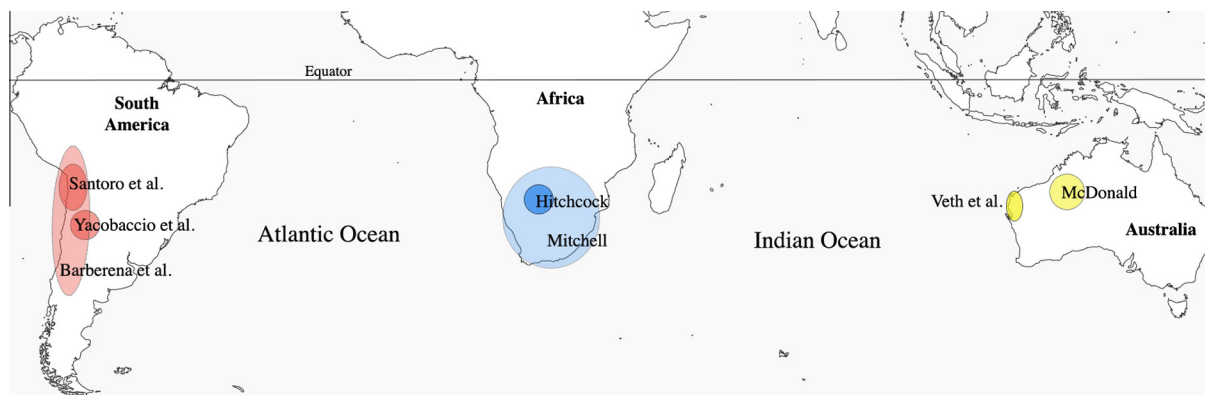 Equator
South
America
Africa
Santoro et al.
Yacobaccio et al.
Barberena et al.
Atlantic Ocean
Hitchcock
Mitchell
Indian Ocean
Veth et al.
McDonald
Australia